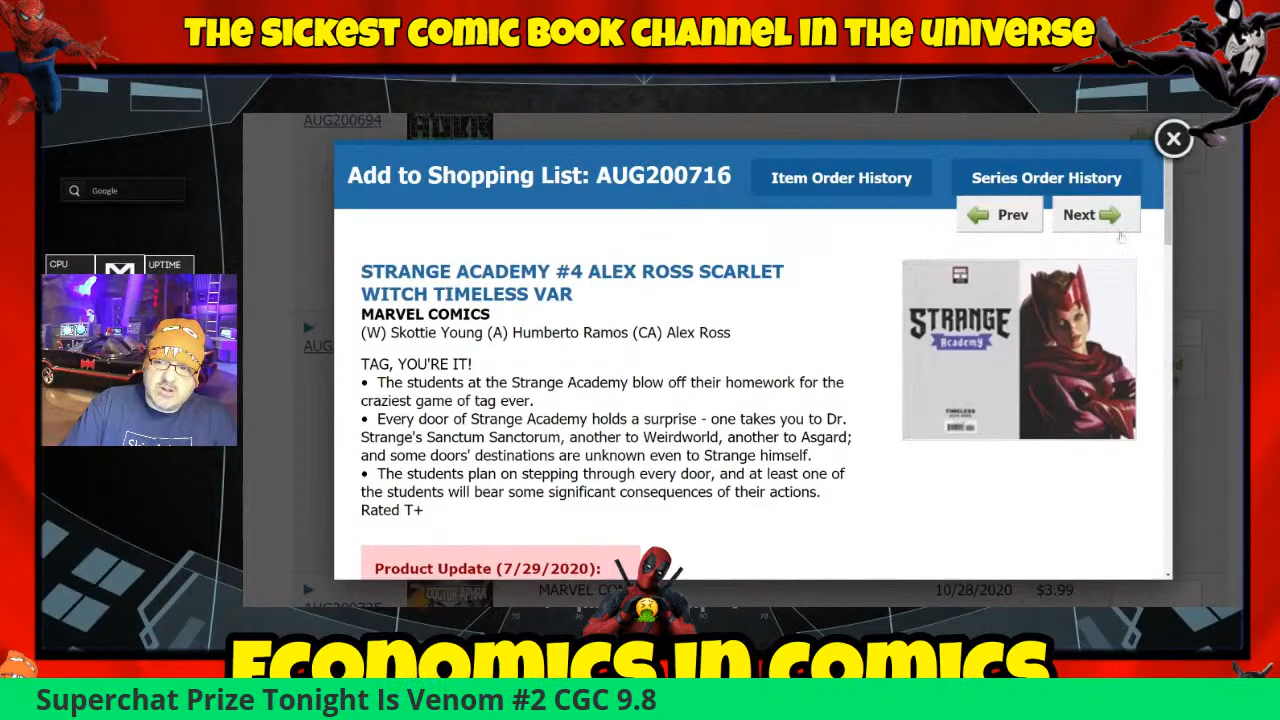 THE SICKEST COMIC BOOK CHANNEL IN THE UNIVERSE
AUG200694
HULK
Add to Shopping List: AUG200716
Item Order History
Series Order History
Prev
Next
Google
CPU
UPTIME
STRANGE ACADEMY #4 ALEX ROSS SCARLET
WITCH TIMELESS VAR
MARVEL COMICS
(W) Skottie Young (A) Humberto Ramos (CA) Alex Ross
TAG, YOU'RE IT!
• The students at the Strange Academy blow off their homework for the
craziest game of tag ever.
• Every door of Strange Academy holds a surprise - one takes you to Dr.
Strange's Sanctum Sanctorum, another to Weirdworld, another to Asgard;
and some doors' destinations are unknown even to Strange himself.
• The students plan on stepping through every door, and at least one of
the students will bear some significant consequences of their actions.
Rated T+
STRANGE
Academy
TIMELESS
AUG
Product Update (7/29/2020):
DOCTOR APHRA
MARVEL CO
10/28/2020 $3.99
ECONOMICS IN COMICS
Superchat Prize Tonight Is Venom #2 CGC 9.8